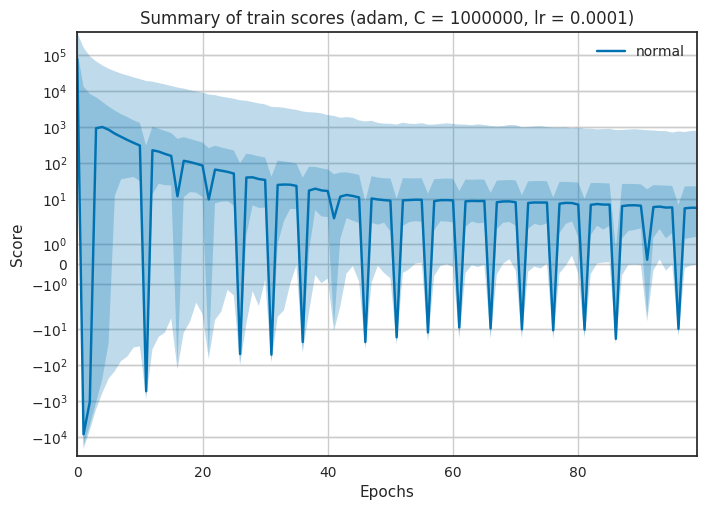 Summary of train scores (adam, C = 1000000, lr = 0.0001)
normal
Score
10⁵
10⁴
10³
10²
10¹
10⁰
0
−10⁰
−10¹
−10²
−10³
−10⁴
0 20 40 60 80
Epochs